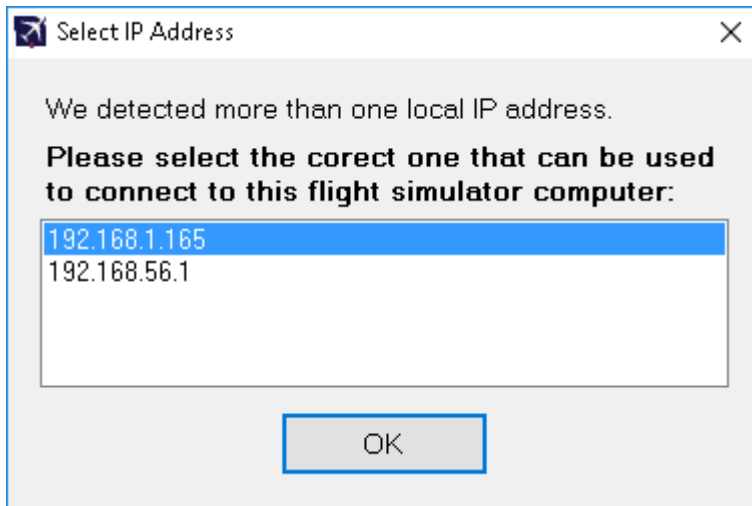 Select IP Address
We detected more than one local IP address.
Please select the corect one that can be used
to connect to this flight simulator computer:
192.168.1.165
192.168.56.1
OK